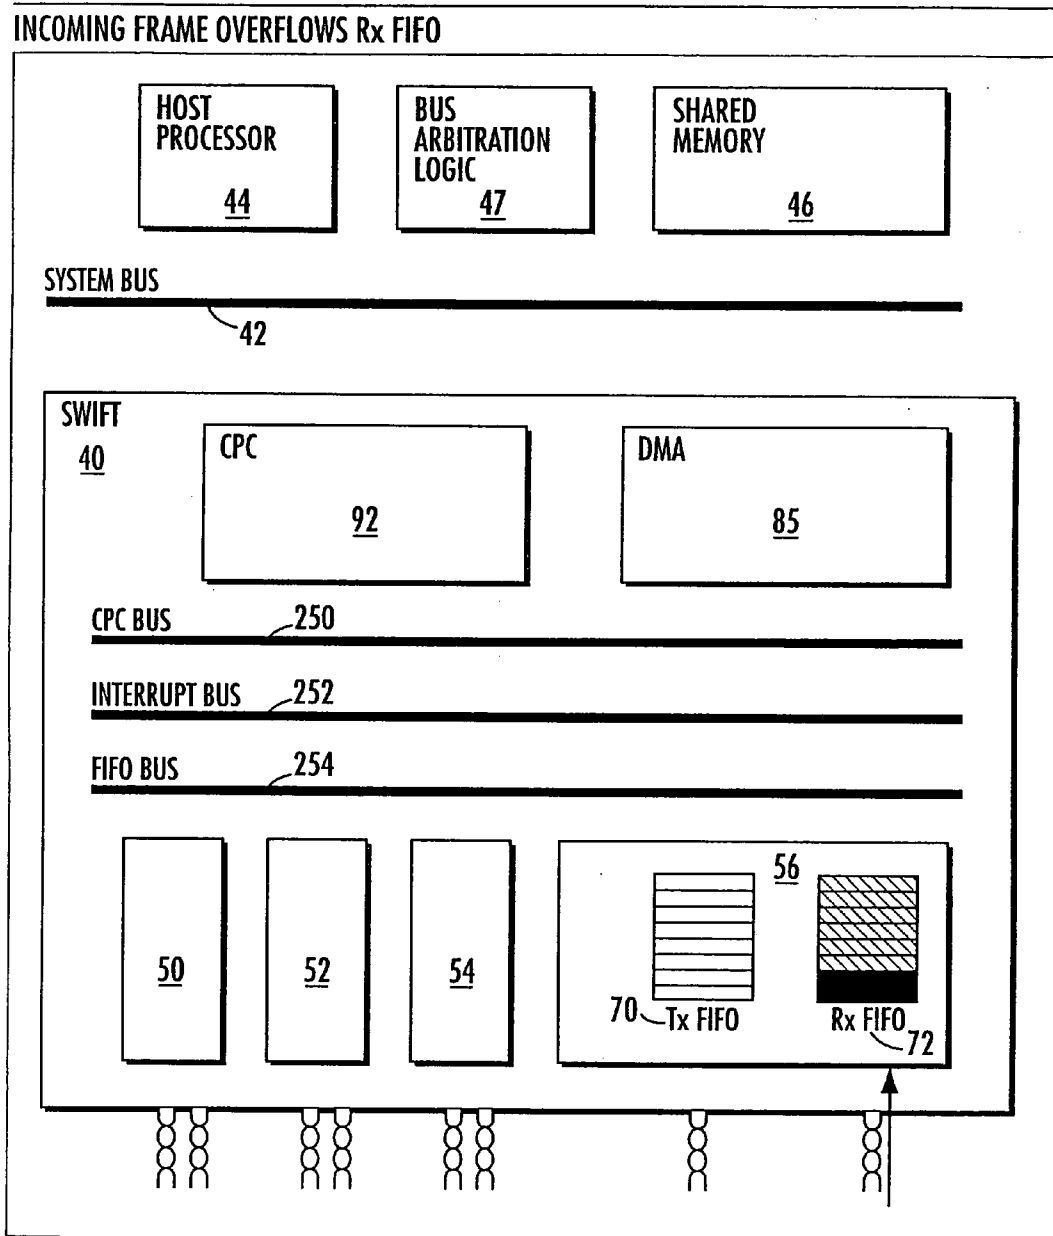 INCOMING FRAME OVERFLOWS Rx FIFO
HOST
PROCESSOR
44
BUS
ARBITRATION
LOGIC
47
SHARED
MEMORY
46
SYSTEM BUS
42
SWIFT
40
CPC
92
DMA
85
CPC BUS
250
INTERRUPT BUS
252
FIFO BUS
254
50
52
54
56
70
Tx FIFO
Rx FIFO
72